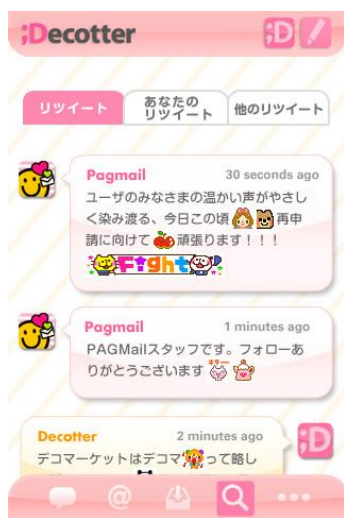 ;Decotter
;D
リツイート
あなたの
リツイート
他のリツイート
Pagmail 30 seconds ago
ユーザのみなさまの温かい声がやさし
く染み渡る、今日この頃 再申
請に向けて 頑張ります！！！
Fight
Pagmail 1 minutes ago
PAGMailスタッフです。フォローあ
りがとうございます
Decotter 2 minutes ago
;D
デコマーケットはデコマ って略し
@